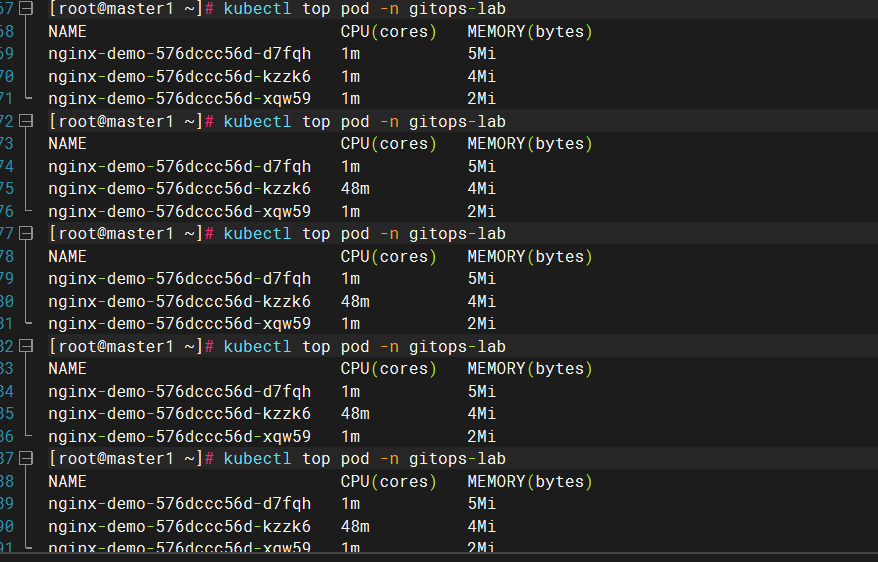 67 [root@master1 ~]# kubectl top pod -n gitops-lab
68 NAME CPU(cores) MEMORY(bytes)
69 nginx-demo-576dccc56d-d7fqh 1m 5Mi
70 nginx-demo-576dccc56d-kzzk6 1m 4Mi
71 nginx-demo-576dccc56d-xqw59 1m 2Mi
72 [root@master1 ~]# kubectl top pod -n gitops-lab
73 NAME CPU(cores) MEMORY(bytes)
74 nginx-demo-576dccc56d-d7fqh 1m 5Mi
75 nginx-demo-576dccc56d-kzzk6 48m 4Mi
76 nginx-demo-576dccc56d-xqw59 1m 2Mi
77 [root@master1 ~]# kubectl top pod -n gitops-lab
78 NAME CPU(cores) MEMORY(bytes)
79 nginx-demo-576dccc56d-d7fqh 1m 5Mi
80 nginx-demo-576dccc56d-kzzk6 48m 4Mi
81 nginx-demo-576dccc56d-xqw59 1m 2Mi
82 [root@master1 ~]# kubectl top pod -n gitops-lab
83 NAME CPU(cores) MEMORY(bytes)
84 nginx-demo-576dccc56d-d7fqh 1m 5Mi
85 nginx-demo-576dccc56d-kzzk6 48m 4Mi
86 nginx-demo-576dccc56d-xqw59 1m 2Mi
87 [root@master1 ~]# kubectl top pod -n gitops-lab
88 NAME CPU(cores) MEMORY(bytes)
89 nginx-demo-576dccc56d-d7fqh 1m 5Mi
90 nginx-demo-576dccc56d-kzzk6 48m 4Mi
91 nginx-demo-576dccc56d-xqw59 1m 2Mi